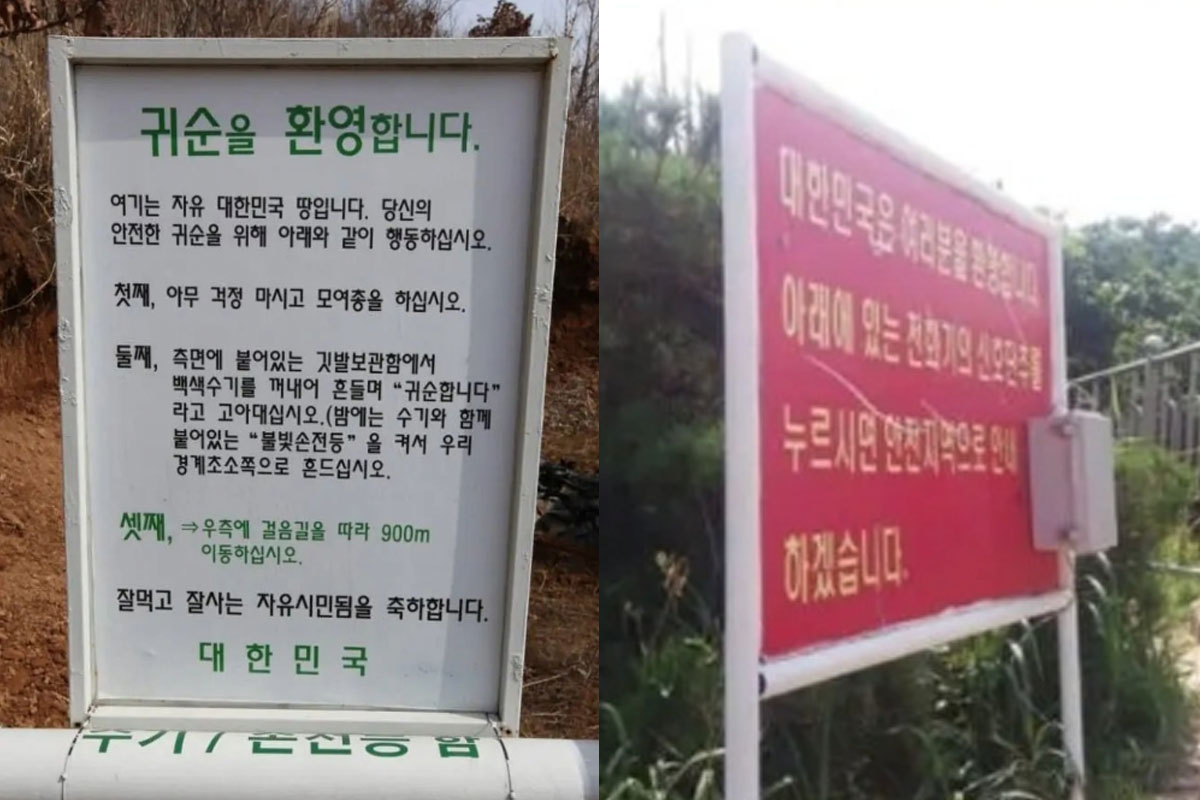 귀순을 환영합니다.
여기는 자유 대한민국 땅입니다. 당신의
안전한 귀순을 위해 아래와 같이 행동하십시오.
첫째, 아무 걱정 마시고 모여총을 하십시오.
둘째, 측면에 붙어있는 깃발보관함에서
백색수기를 꺼내어 흔들며 “귀순합니다”
라고 고아대십시오.(밤에는 수기와 함께
붙어있는 “불빛손전등” 을 켜서 우리
경계초소쪽으로 흔드십시오.
셋째, ⇒우측에 걸음길을 따라 900m
이동하십시오.
잘먹고 잘사는 자유시민됨을 축하합니다.
대 한 민 국
수기 / 손전등 함
대한민국은 여러분을 환영합니다.
아래에 있는 전화기의 신호단추를
누르시면 안전지역으로 안내
하겠습니다.